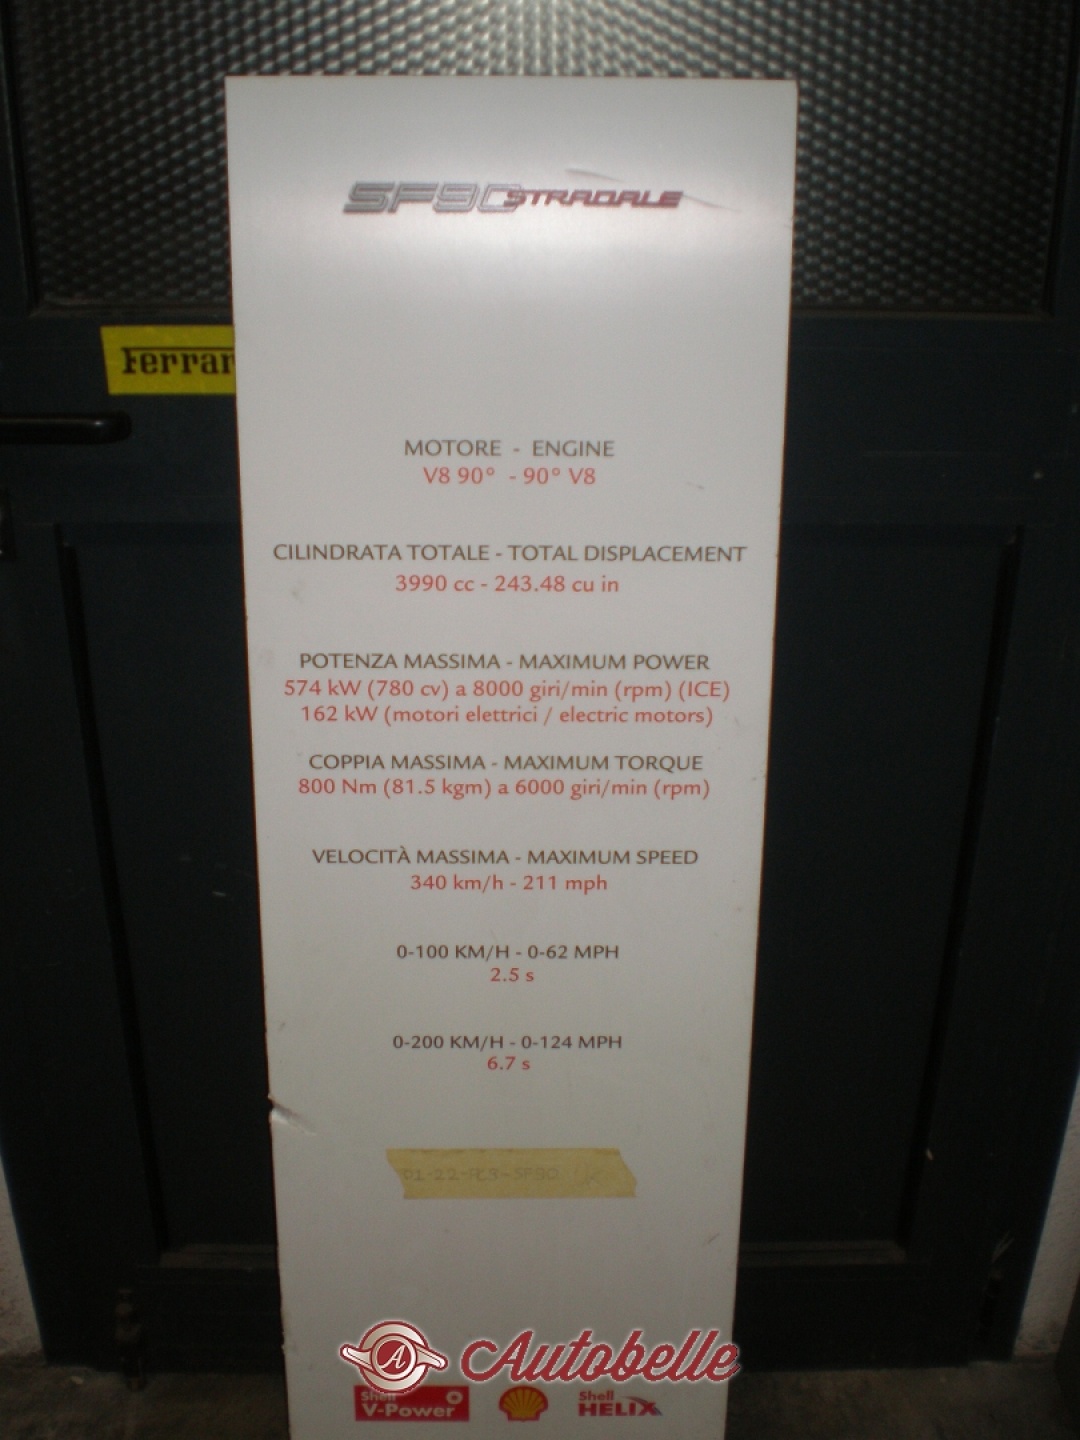 SF90 STRADALE
Ferrar
MOTORE - ENGINE
V8 90° - 90° V8
CILINDRATA TOTALE - TOTAL DISPLACEMENT
3990 cc - 243.48 cu in
POTENZA MASSIMA - MAXIMUM POWER
574 kW (780 cv) a 8000 giri/min (rpm) (ICE)
162 kW (motori elettrici / electric motors)
COPPIA MASSIMA - MAXIMUM TORQUE
800 Nm (81.5 kgm) a 6000 giri/min (rpm)
VELOCITÀ MASSIMA - MAXIMUM SPEED
340 km/h - 211 mph
0-100 KM/H - 0-62 MPH
2.5 s
0-200 KM/H - 0-124 MPH
6.7 s
A Autobelle
Shell
V-Power
Shell
HELIX